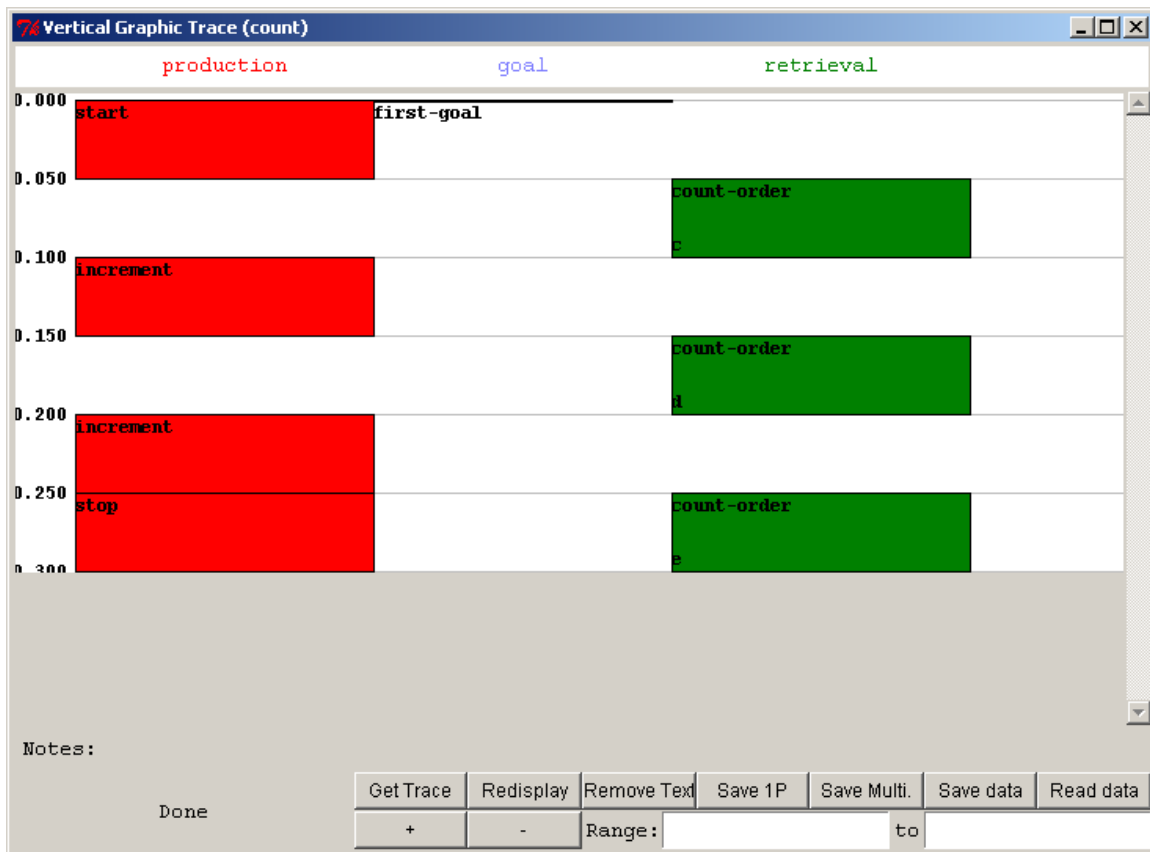 Vertical Graphic Trace (count)
production goal retrieval
0.000
start first-goal
0.050
count-order
c
0.100
increment
0.150
count-order
d
0.200
increment
0.250
stop count-order
e
0.300
Notes:
Get Trace Redisplay Remove Text Save 1P Save Multi. Save data Read data
Done
+ - Range: to